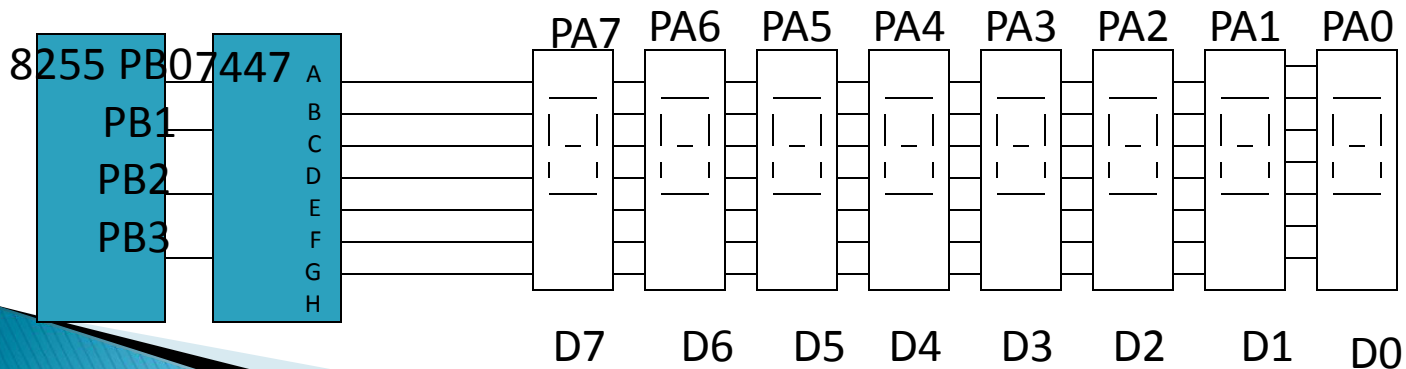 PA7 PA6 PA5 PA4 PA3 PA2 PA1 PA0
8255 PB0 7447 A
B
PB1
C
PB2 D
E
PB3 F
G
H
D7 D6 D5 D4 D3 D2 D1 D0